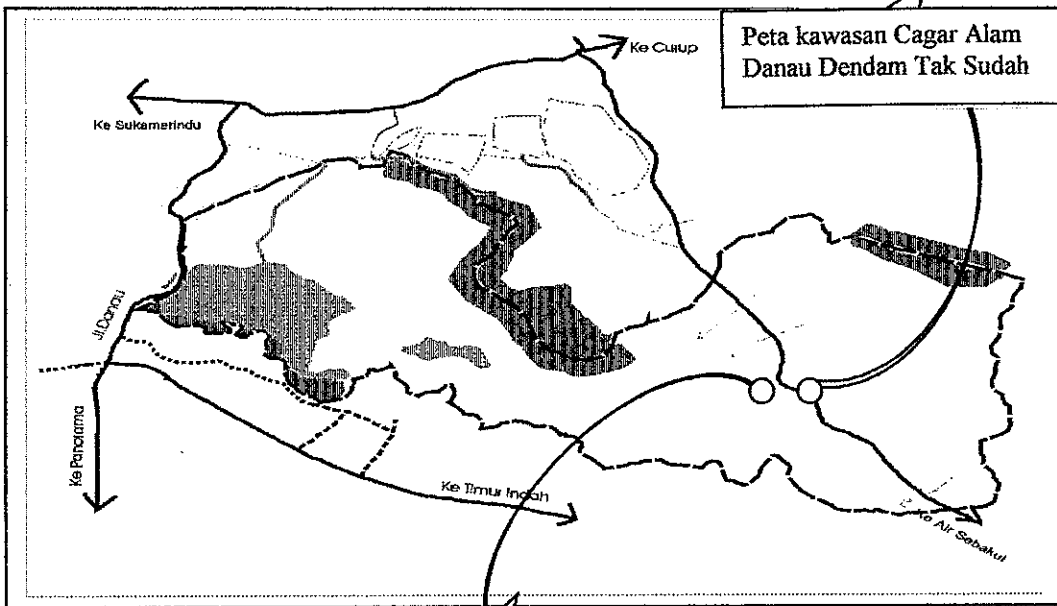 Peta kawasan Cagar Alam
Danau Dendam Tak Sudah
Ke Curup
Ke Sukamerindu
Jl.Danau
Ke Panorama
Ke Timur Indah
Ke Air Sebakul